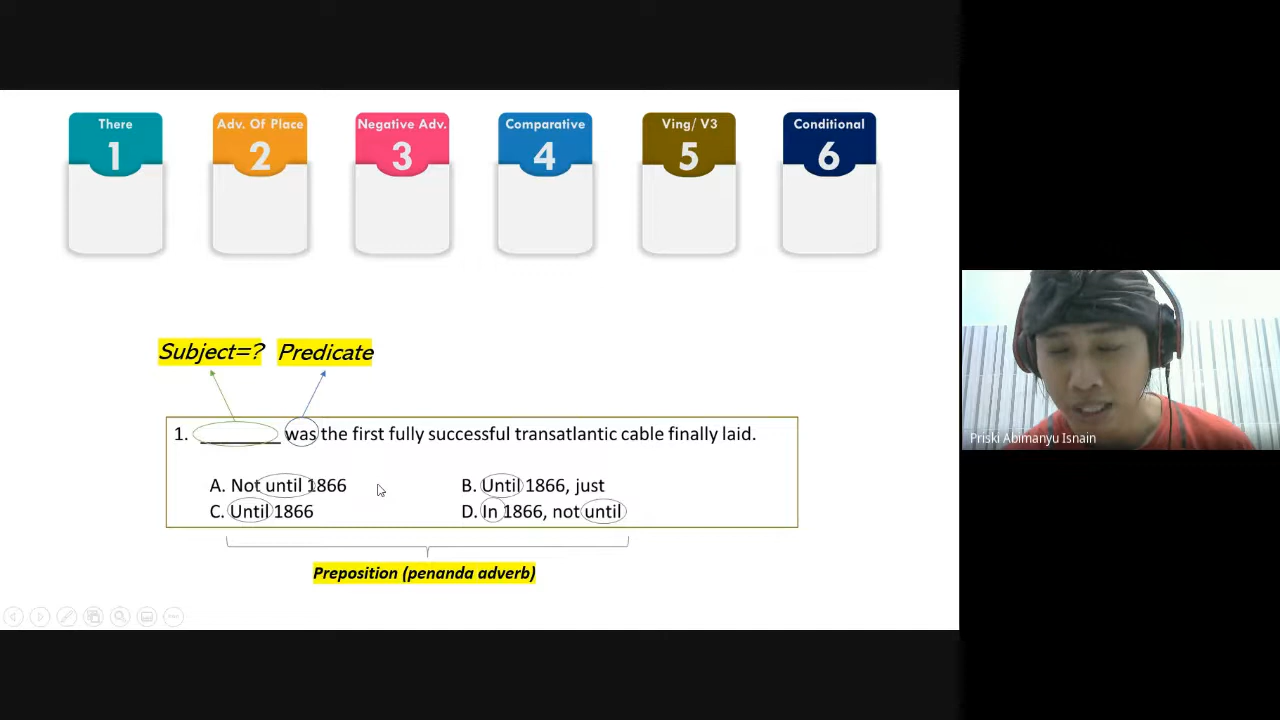 There
1
Adv. Of Place
2
Negative Adv.
3
Comparative
4
Ving/ V3
5
Conditional
6
Subject=?
Predicate
1. ________ was the first fully successful transatlantic cable finally laid.
A. Not until 1866
B. Until 1866, just
C. Until 1866
D. In 1866, not until
Preposition (penanda adverb)
Priski Abimanyu Isnain